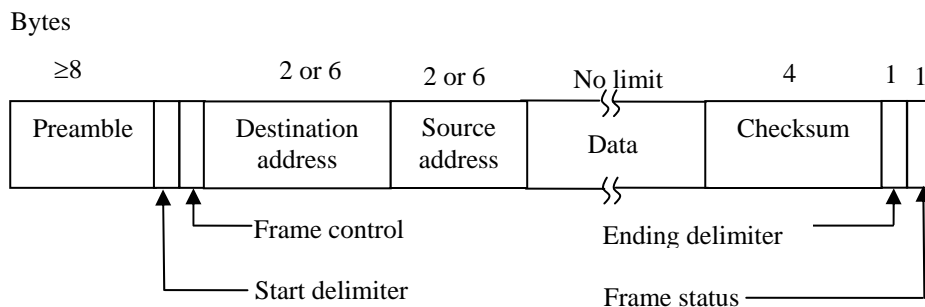 Bytes
≥8 2 or 6 2 or 6 No limit 4 1 1
Preamble Destination address Source address Data Checksum
Frame control Ending delimiter
Start delimiter Frame status